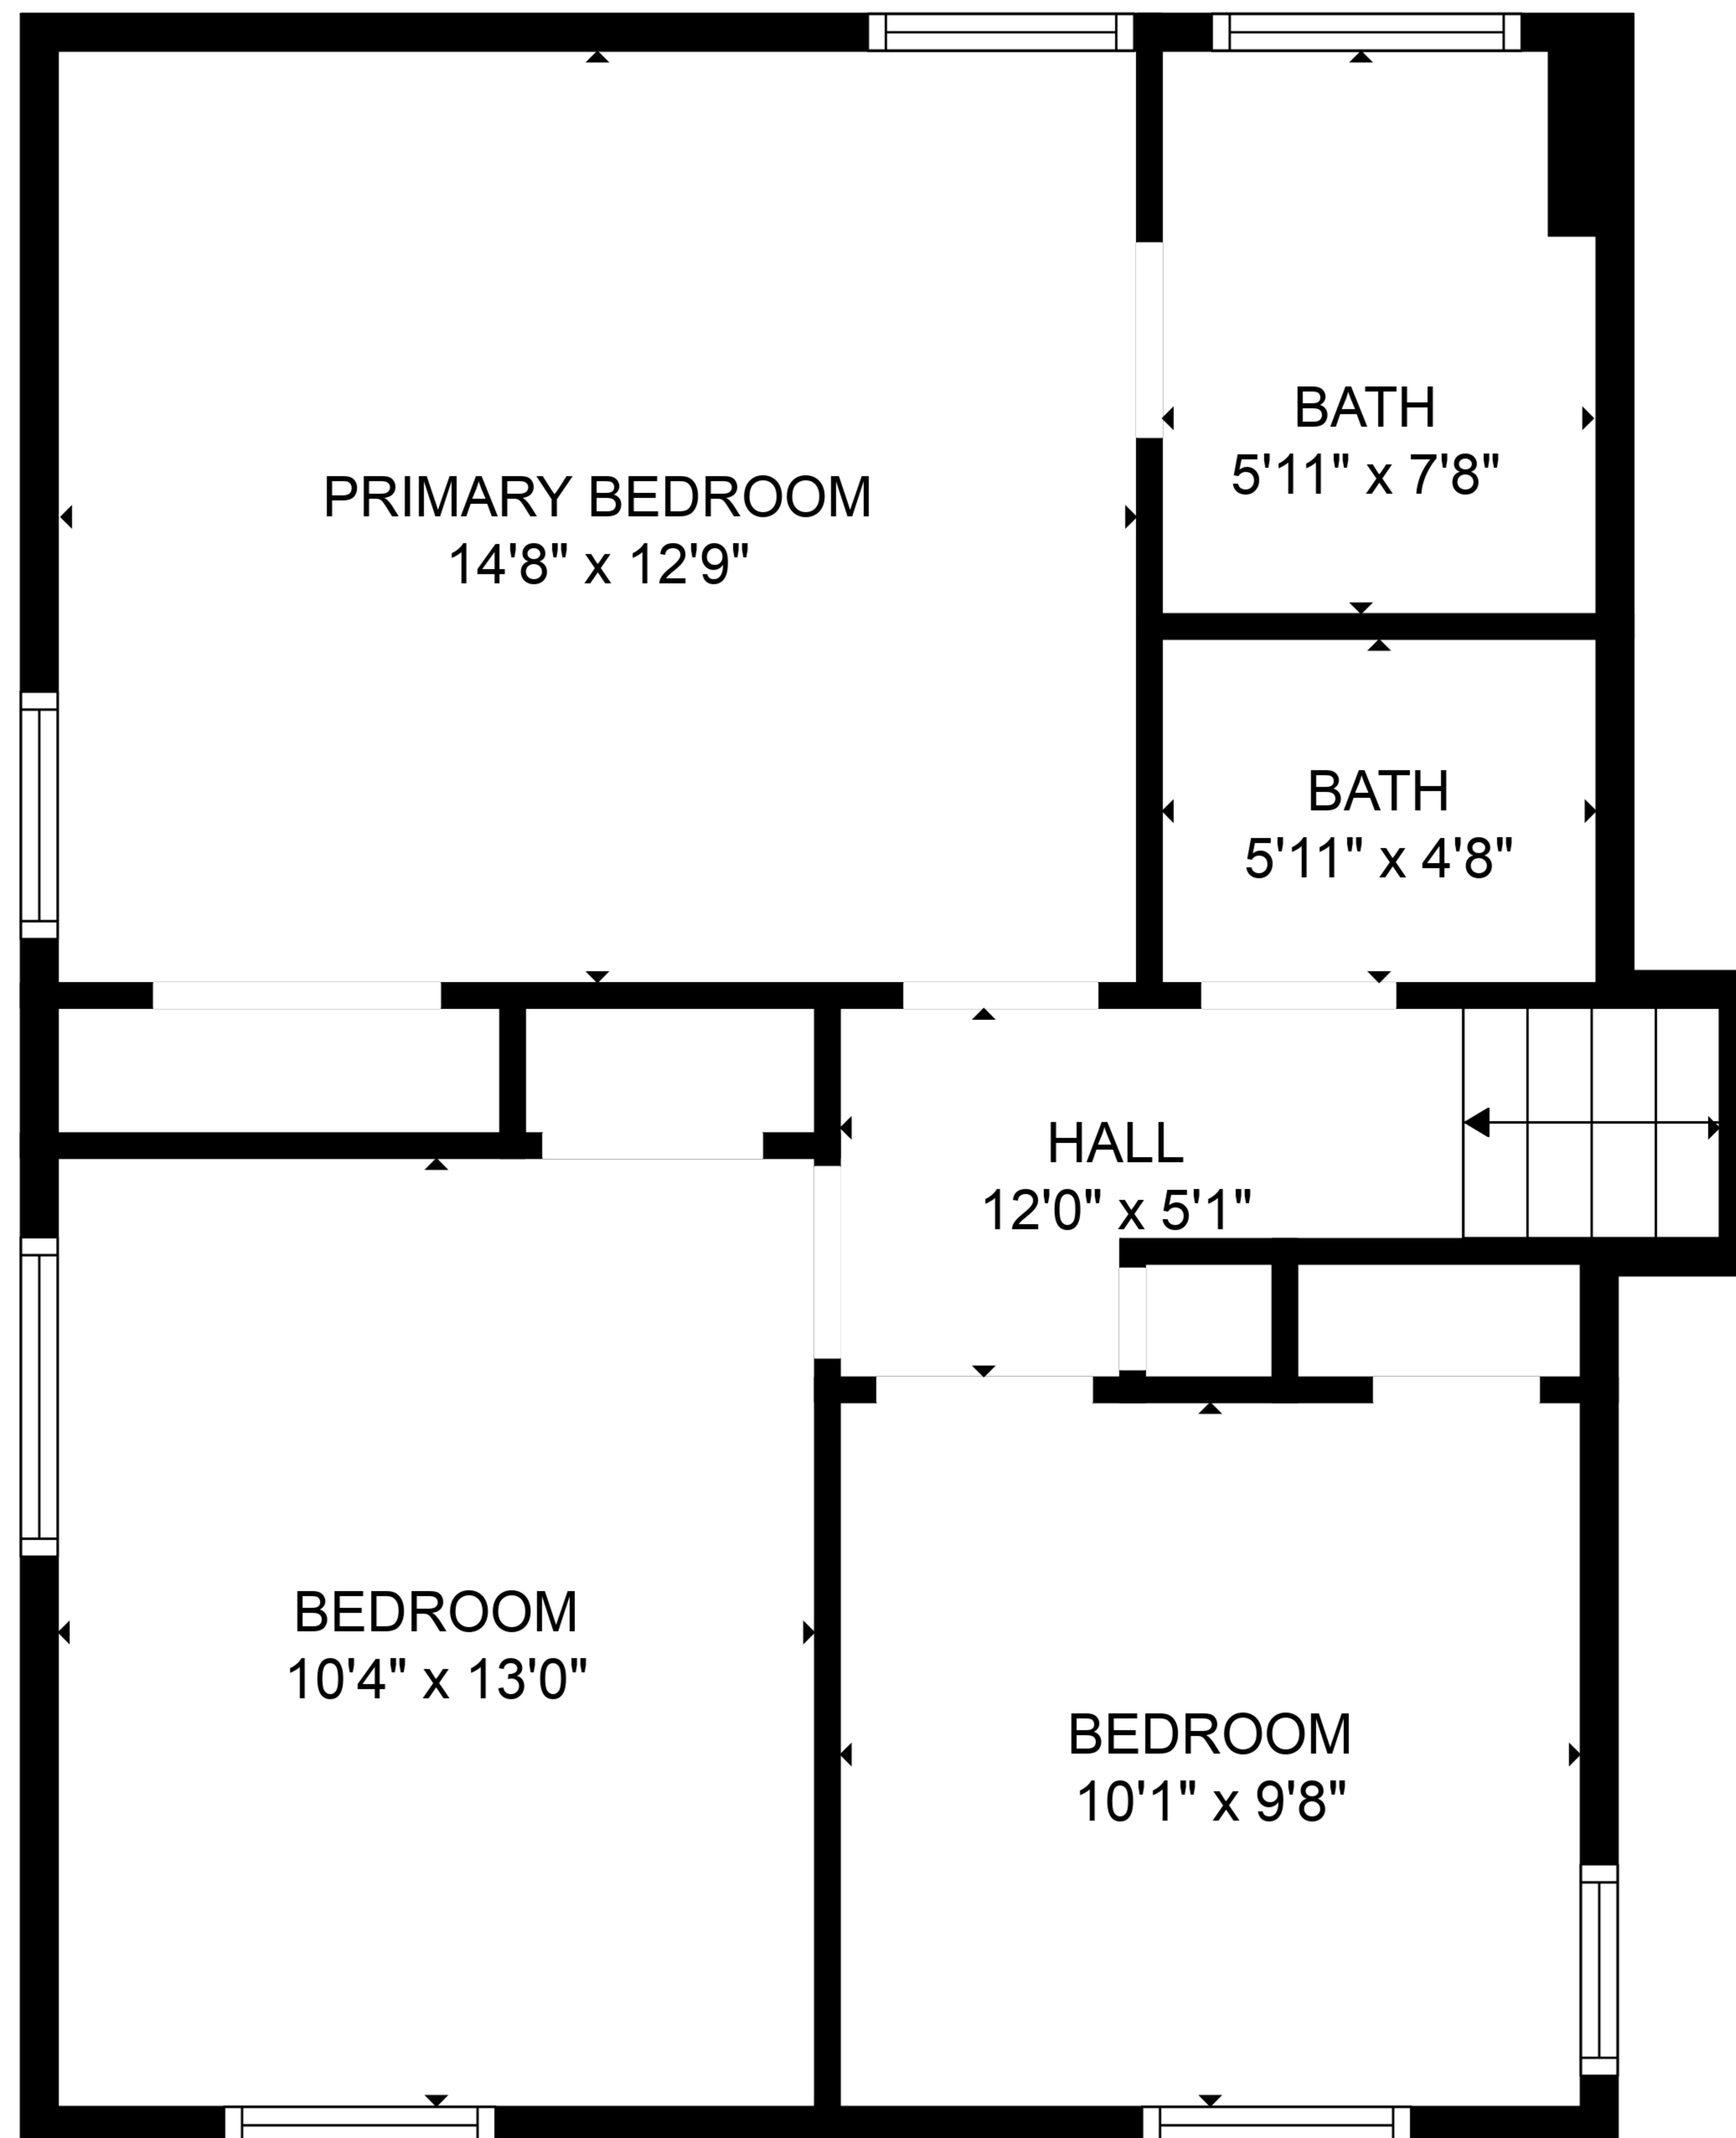 BATH
5'11" x 7'8"
PRIMARY BEDROOM
14'8" x 12'9"
BATH
5'11" x 4'8"
HALL
12'0" x 5'1"
BEDROOM
10'4" x 13'0"
BEDROOM
10'1" x 9'8"